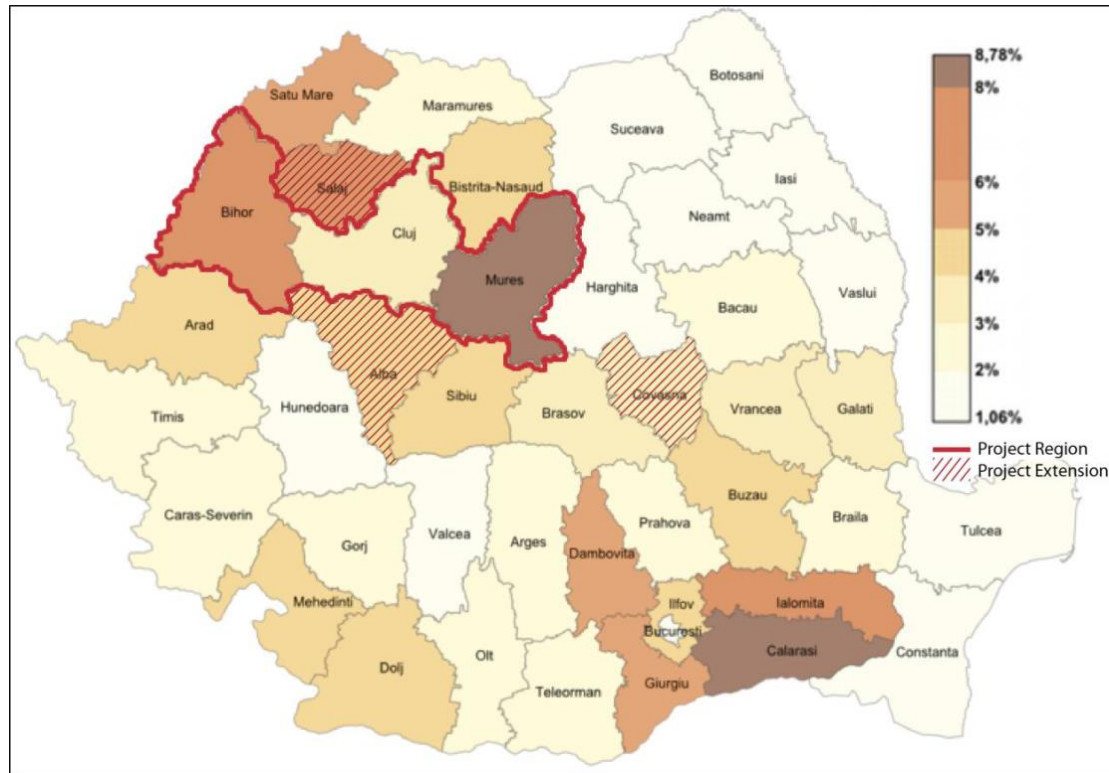 8,78%
Botosani
8%
Satu Mare
Maramures
Suceava
Iasi
6%
Salaj
Bistrita-Nasaud
Bihor
Neamt
Cluj
5%
Mures
Harghita
Vaslui
4%
Bacau
Arad
3%
Alba
Sibiu
Covasna
2%
Hunedoara
Brasov
Vrancea
Galati
Timis
1,06%
Project Region
Project Extension
Buzau
Caras-Severin
Braila
Valcea
Prahova
Tulcea
Gorj
Arges
Dambovita
Mehedinti
Ilfov
Ialomita
Bucuresti
Calarasi
Constanta
Olt
Dolj
Giurgiu
Teleorman